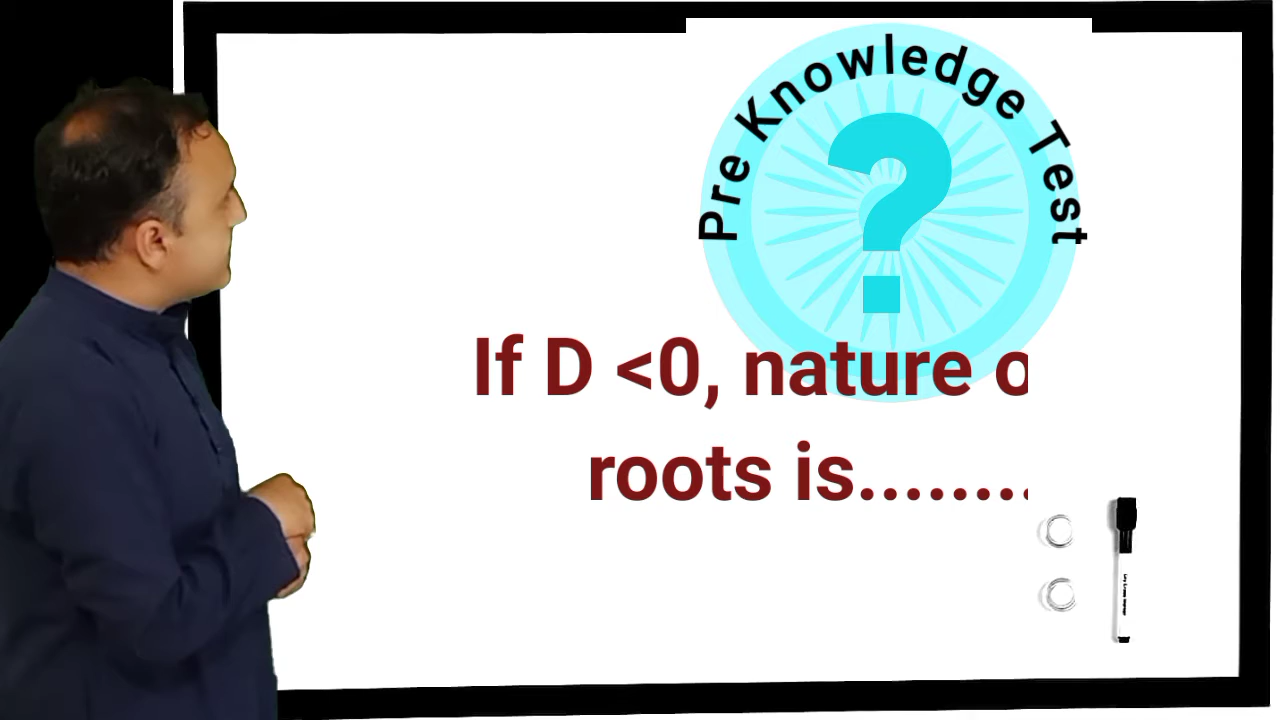 Pre Knowledge Test
?
If D <0, nature o
roots is........